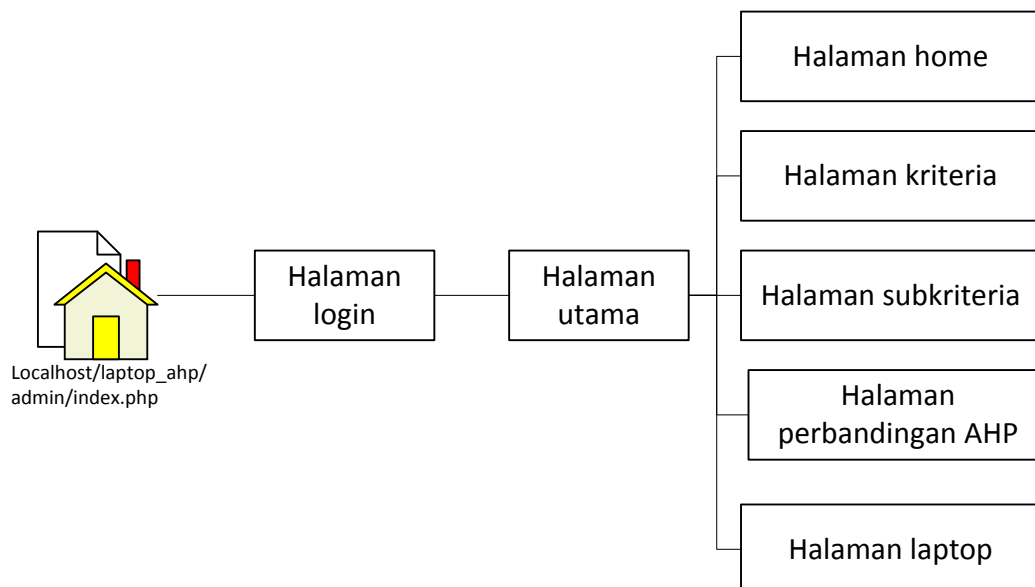 Halaman home
Halaman kriteria
Halaman
login
Halaman
utama
Halaman subkriteria
Localhost/laptop_ahp/
admin/index.php
Halaman
perbandingan AHP
Halaman laptop